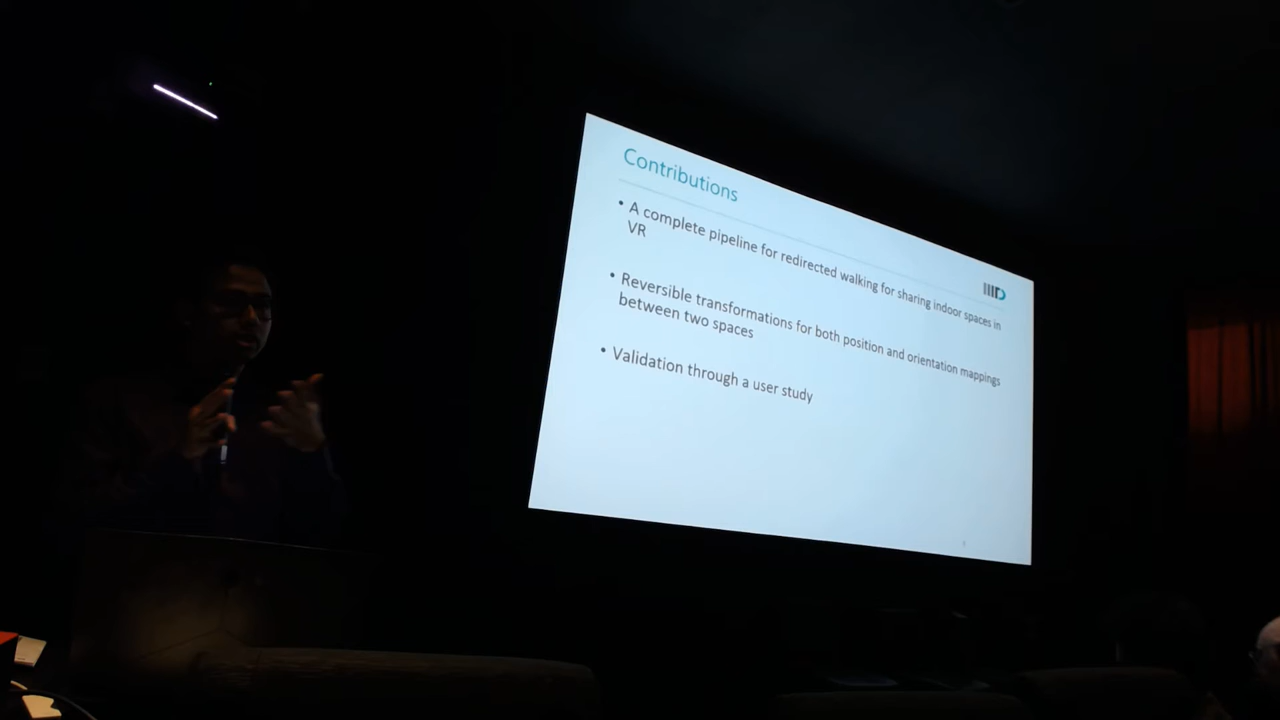 Contributions
• A complete pipeline for redirected walking for sharing indoor spaces in
VR
• Reversible transformations for both position and orientation mappings
between two spaces
• Validation through a user study